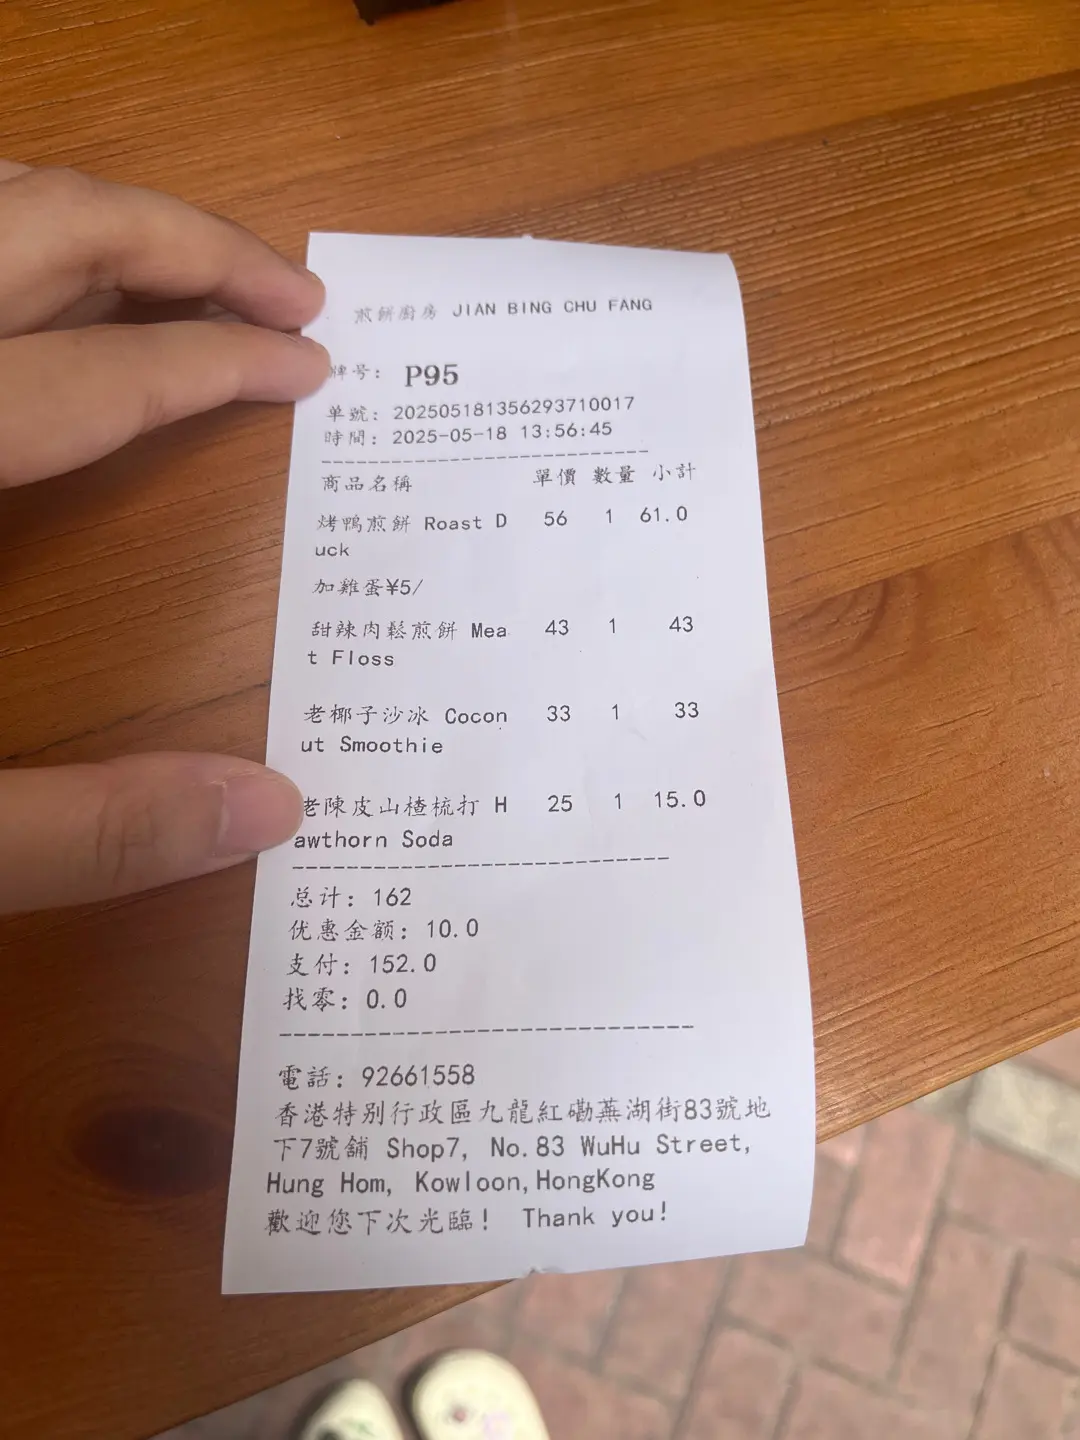 煎餅廚房 JIAN BING CHU FANG
牌号: P95
单號: 202505181356293710017
時間: 2025-05-18 13:56:45
商品名稱 單價 數量 小計
烤鴨煎餅 Roast D 56 1 61.0
uck
加雞蛋¥5/
甜辣肉鬆煎餅 Mea 43 1 43
t Floss
老椰子沙冰 Cocon 33 1 33
ut Smoothie
老陳皮山楂梳打 H 25 1 15.0
awthorn Soda
总计: 162
优惠金额: 10.0
支付: 152.0
找零: 0.0
電話: 92661558
香港特別行政區九龍紅磡蕪湖街83號地
下7號舖 Shop7, No.83 WuHu Street,
Hung Hom, Kowloon,HongKong
歡迎您下次光臨! Thank you!